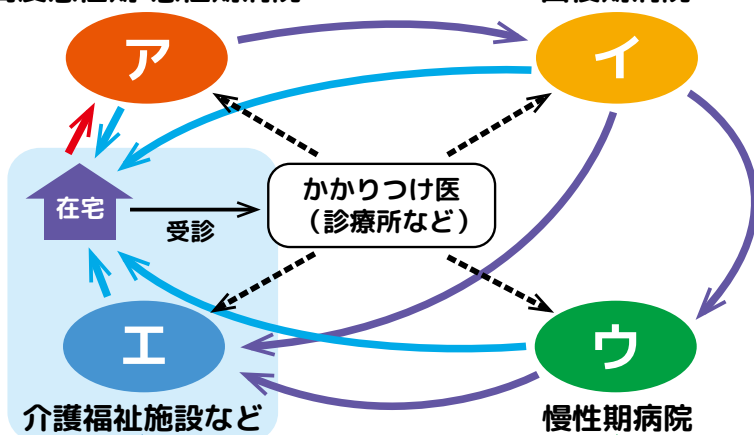 ア
イ
かかりつけ医
（診療所など）
在宅
受診
エ
ウ
介護福祉施設など
慢性期病院